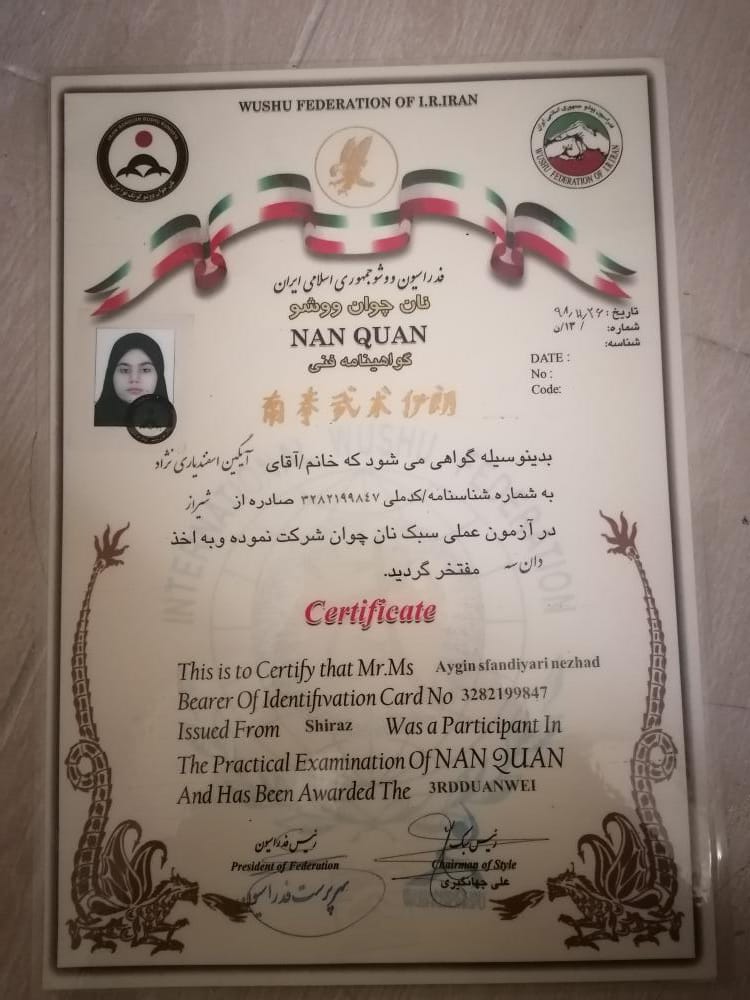 WUSHU FEDERATION OF I.R.IRAN
WUSHU FEDERATION OF I.R.IRAN
فدراسیون ووشو جمهوری اسلامی ایران
نان چوان ووشو
NAN QUAN
گواهینامه فنی
تاریخ: ۹۸/۱۱/۲۶
شماره: ۱۳/ن
شناسه:
DATE :
No :
Code:
南拳武术伊朗
بدینوسیله گواهی می شود که خانم/آقای آیگین اسفندیاری نژاد
به شماره شناسنامه/کدملی ۳۲۸۲۱۹۹۸۴۷ صادره از شیراز
در آزمون عملی سبک نان چوان شرکت نموده وبه اخذ
دان سه مفتخر گردید.
Certificate
This is to Certify that Mr.Ms Aygin sfandiyari nezhad
Bearer Of Identifivation Card No 3282199847
Issued From Shiraz Was a Participant In
The Practical Examination Of NAN QUAN
And Has Been Awarded The 3RDDUANWEI
رئیس فدراسیون
President of Federation
سرپرست فدراسیون
رئیس سبک
Chairman of Style
علی جهانگیری